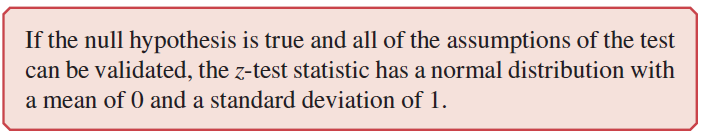 If the null hypothesis is true and all of the assumptions of the test
can be validated, the z-test statistic has a normal distribution with
a mean of 0 and a standard deviation of 1.